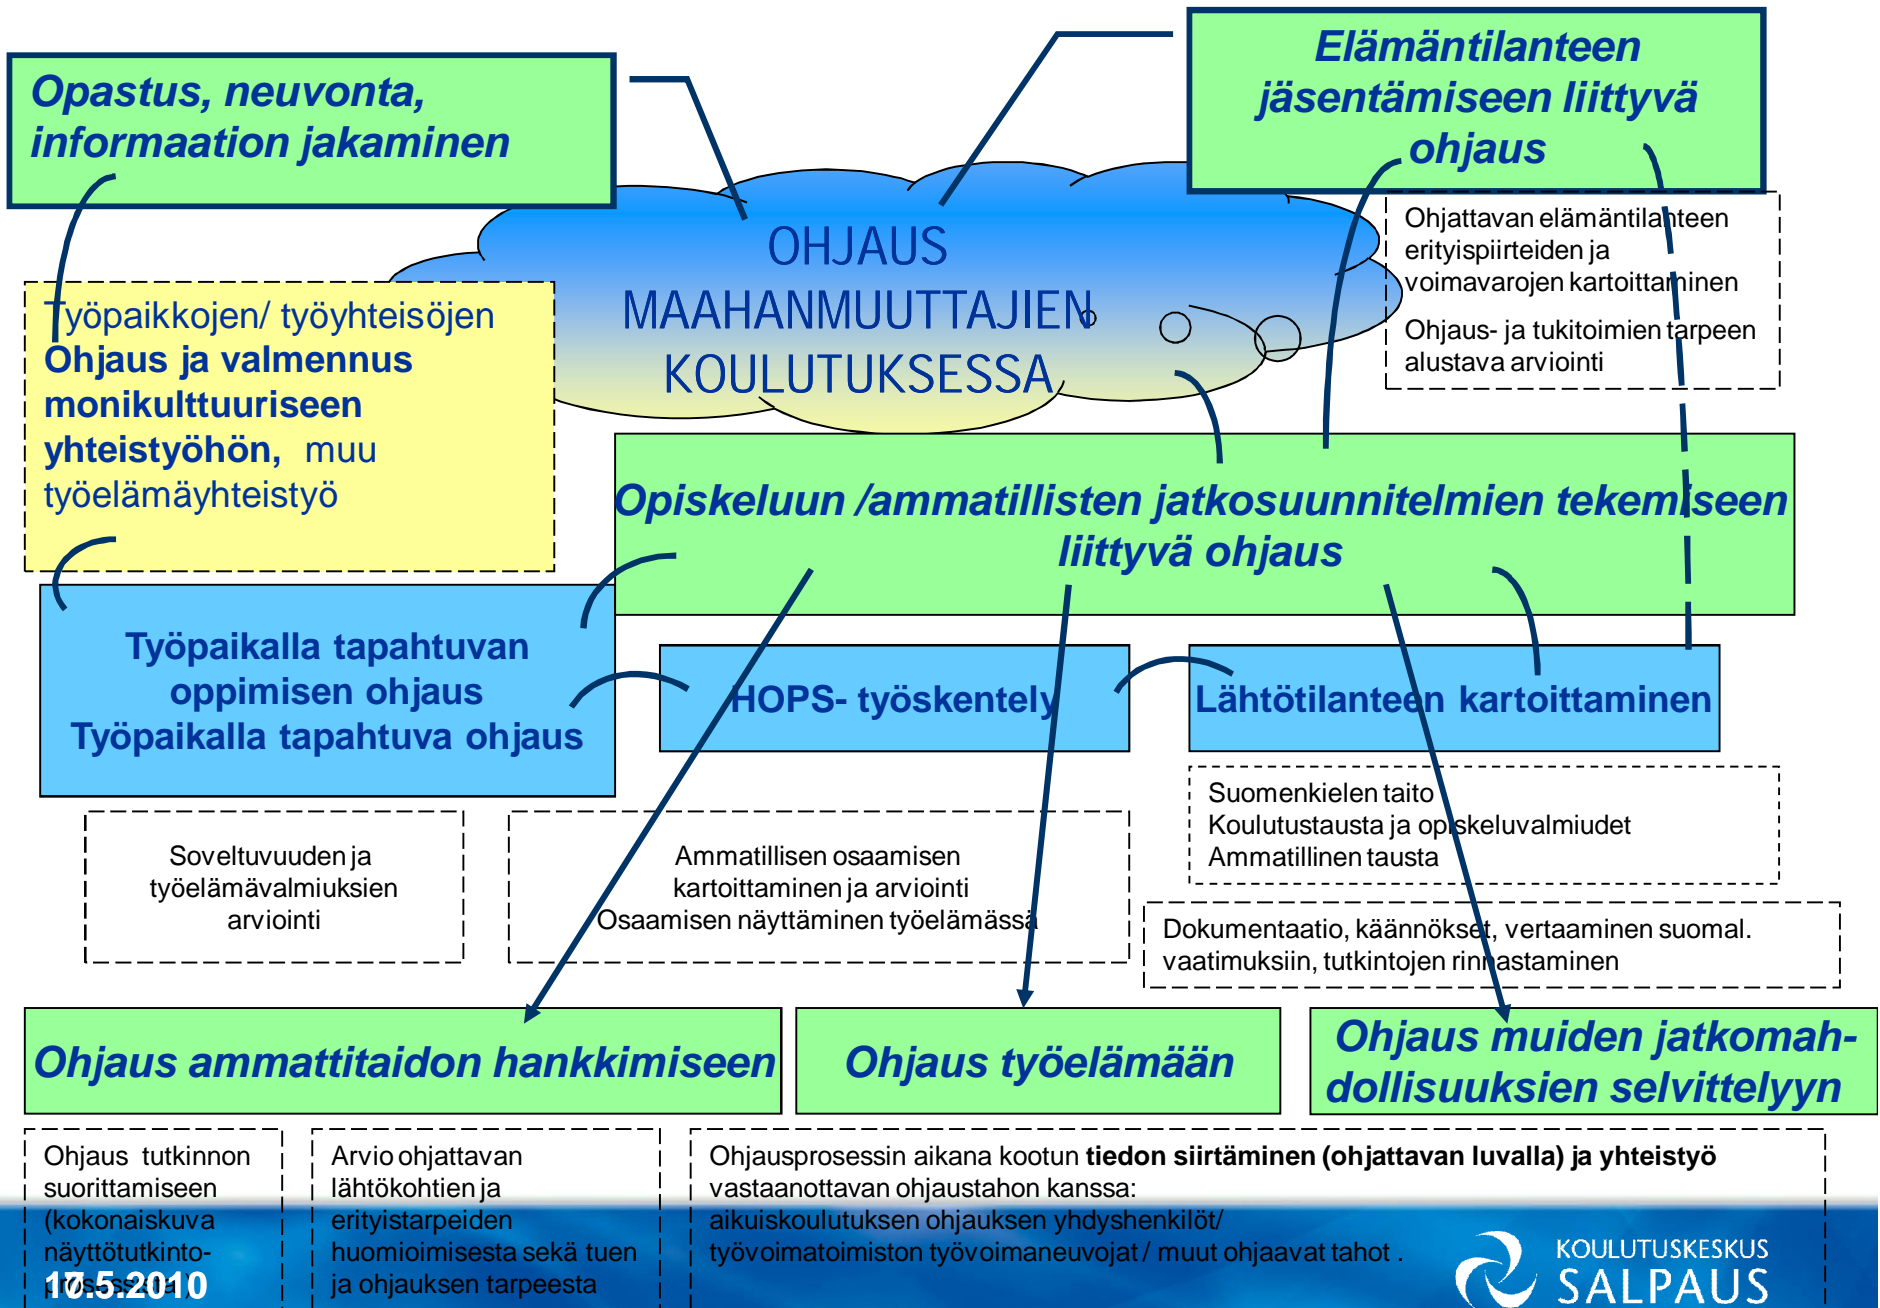 Opastus, neuvonta,
informaation jakaminen
Elämäntilanteen
jäsentämiseen liittyvä
ohjaus
OHJAUS
MAAHANMUUTTAJIEN
KOULUTUKSESSA
Ohjattavan elämäntilanteen
erityispiirteiden ja
voimavarojen kartoittaminen
Ohjaus- ja tukitoimien tarpeen
alustava arviointi
Työpaikkojen/ työyhteisöjen
Ohjaus ja valmennus
monikulttuuriseen
yhteistyöhön, muu
työelämäyhteistyö
Opiskeluun /ammatillisten jatkosuunnitelmien tekemiseen
liittyvä ohjaus
Työpaikalla tapahtuvan
oppimisen ohjaus
Työpaikalla tapahtuva ohjaus
HOPS- työskentely
Lähtötilanteen kartoittaminen
Suomenkielen taito
Koulutustausta ja opiskeluvalmiudet
Ammatillinen tausta
Soveltuvuuden ja
työelämävalmiuksien
arviointi
Ammatillisen osaamisen
kartoittaminen ja arviointi
Osaamisen näyttäminen työelämässä
Dokumentaatio, käännökset, vertaaminen suomal.
vaatimuksiin, tutkintojen rinnastaminen
Ohjaus ammattitaidon hankkimiseen
Ohjaus työelämään
Ohjaus muiden jatkomah-
dollisuuksien selvittelyyn
Ohjaus tutkinnon
suorittamiseen
(kokonaiskuva
näyttötutkinto-
Arvio ohjattavan
lähtökohtien ja
erityistarpeiden
huomioimisesta sekä tuen
ja ohjauksen tarpeesta
Ohjausprosessin aikana kootun tiedon siirtäminen (ohjattavan luvalla) ja yhteistyö
vastaanottavan ohjaustahon kanssa:
aikuiskoulutuksen ohjauksen yhdyshenkilöt/
työvoimatoimiston työvoimaneuvojat / muut ohjaavat tahot .
KOULUTUSKESKUS
SALPAUS